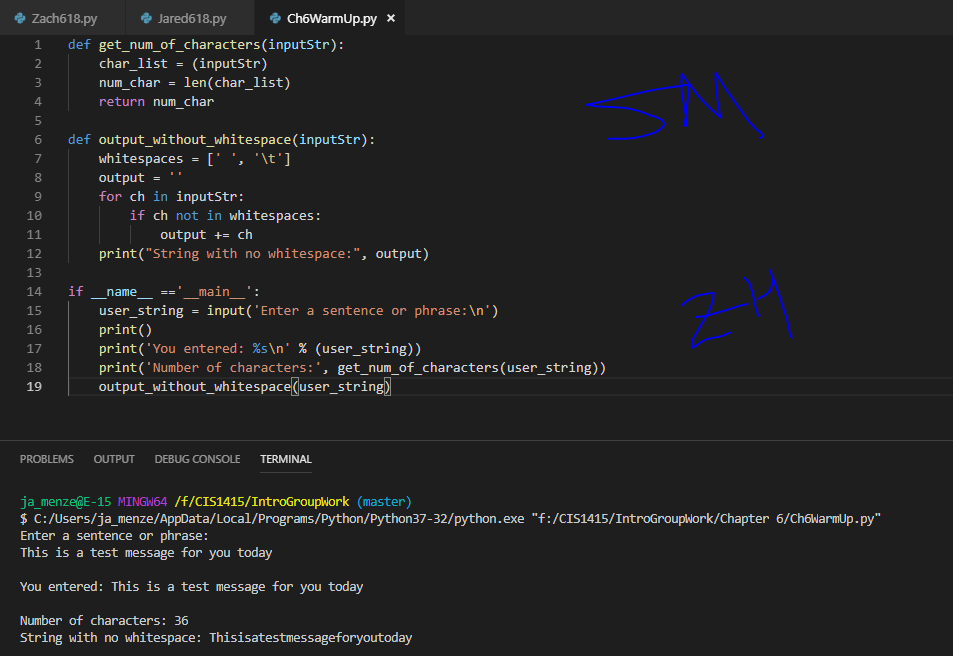 Zach618.py Jared618.py Ch6WarmUp.py ×
1 def get_num_of_characters(inputStr):
2     char_list = (inputStr)
3     num_char = len(char_list)
4     return num_char
5
6 def output_without_whitespace(inputStr):
7     whitespaces = [' ', '\t']
8     output = ''
9     for ch in inputStr:
10         if ch not in whitespaces:
11             output += ch
12     print("String with no whitespace:", output)
13
14 if __name__ =='__main__':
15     user_string = input('Enter a sentence or phrase:\n')
16     print()
17     print('You entered: %s\n' % (user_string))
18     print('Number of characters:', get_num_of_characters(user_string))
19     output_without_whitespace(user_string)
PROBLEMS OUTPUT DEBUG CONSOLE TERMINAL
ja_menze@E-15 MINGW64 /f/CIS1415/IntroGroupWork (master)
$ C:/Users/ja_menze/AppData/Local/Programs/Python/Python37-32/python.exe "f:/CIS1415/IntroGroupWork/Chapter 6/Ch6WarmUp.py"
Enter a sentence or phrase:
This is a test message for you today
You entered: This is a test message for you today
Number of characters: 36
String with no whitespace: Thisisatestmessageforyoutoday